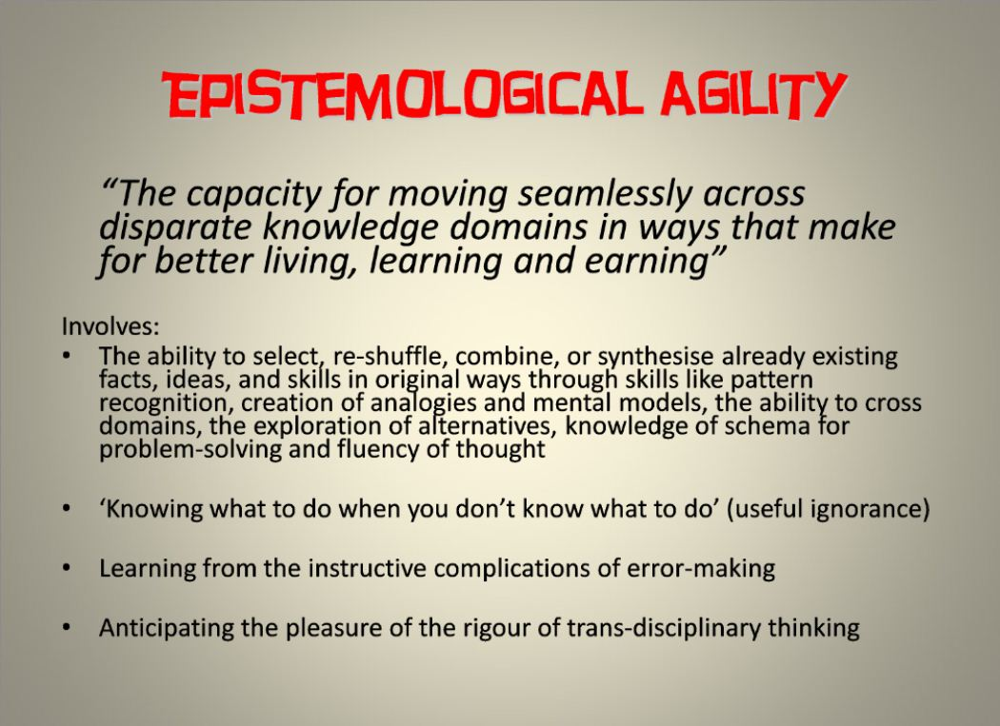 EPISTEMOLOGICAL AGILITY
“The capacity for moving seamlessly across
disparate knowledge domains in ways that make
for better living, learning and earning”
Involves:
• The ability to select, re-shuffle, combine, or synthesise already existing
facts, ideas, and skills in original ways through skills like pattern
recognition, creation of analogies and mental models, the ability to cross
domains, the exploration of alternatives, knowledge of schema for
problem-solving and fluency of thought
• ‘Knowing what to do when you don’t know what to do’ (useful ignorance)
• Learning from the instructive complications of error-making
• Anticipating the pleasure of the rigour of trans-disciplinary thinking